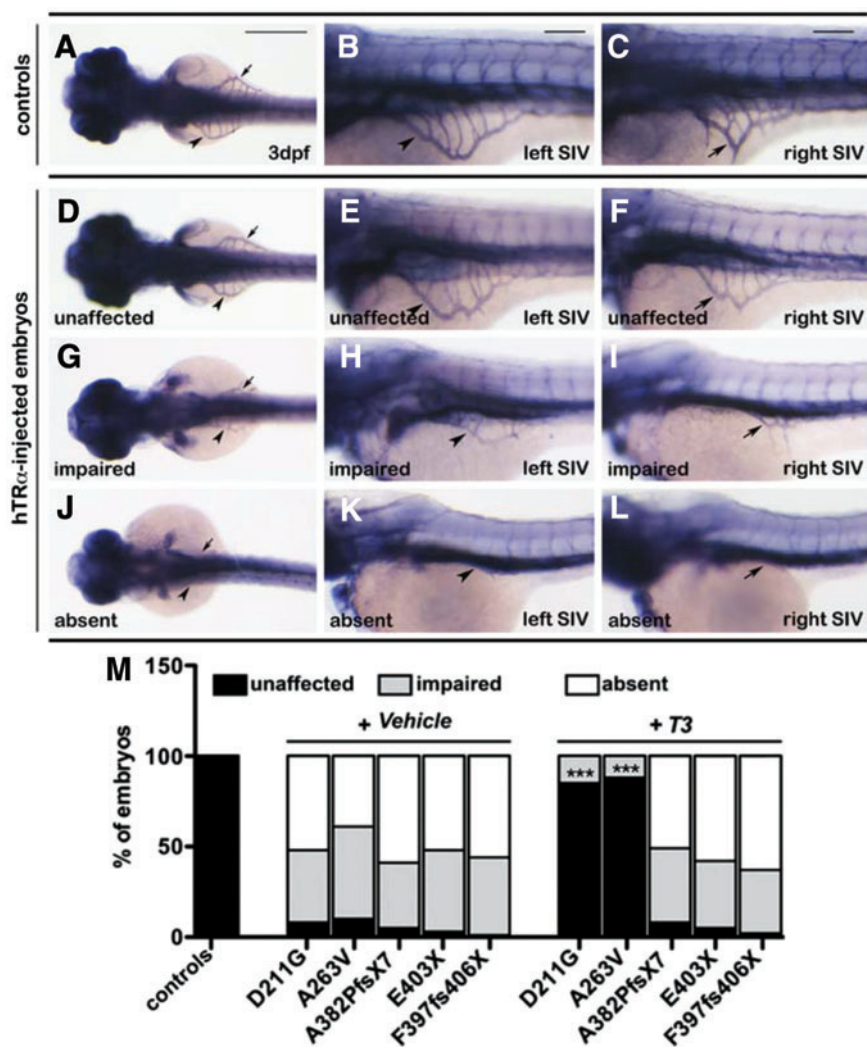 controls
A
3dpf
B
left SIV
C
right SIV
hTRα-injected embryos
D
unaffected
E
unaffected
left SIV
F
unaffected
right SIV
G
impaired
H
impaired
left SIV
I
impaired
right SIV
J
absent
K
absent
left SIV
L
absent
right SIV
M
unaffected impaired absent
+ Vehicle + T3
*** ***
% of embryos
150
100
50
0
controls
D211G
A263V
A382PfsX7
E403X
F397fs406X
D211G
A263V
A382PfsX7
E403X
F397fs406X